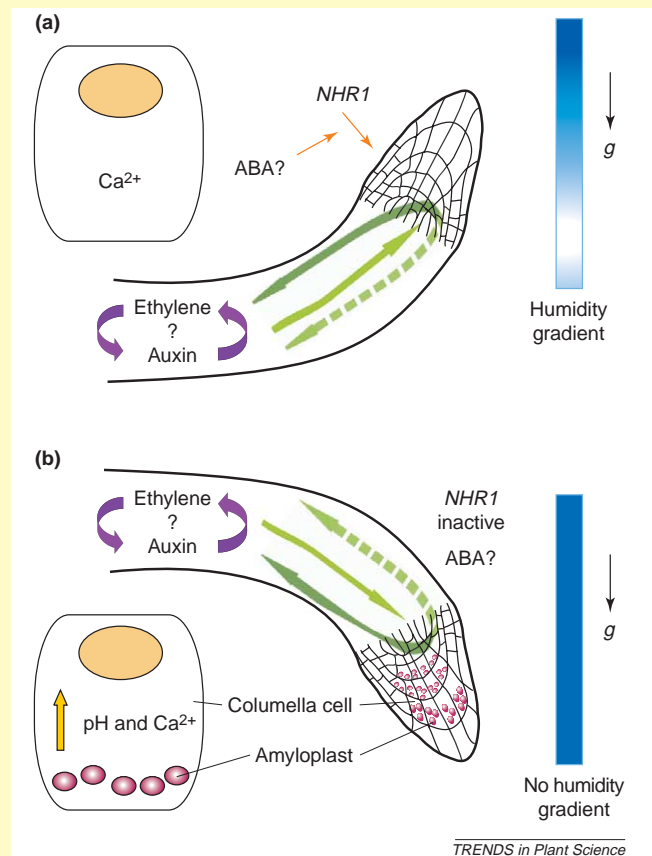 (a)
NHR1
ABA?
Ca²⁺
g
Ethylene
?
Auxin
Humidity
gradient
(b)
Ethylene
?
Auxin
NHR1
inactive
ABA?
g
pH and Ca²⁺
Columella cell
Amyloplast
No humidity
gradient
TRENDS in Plant Science